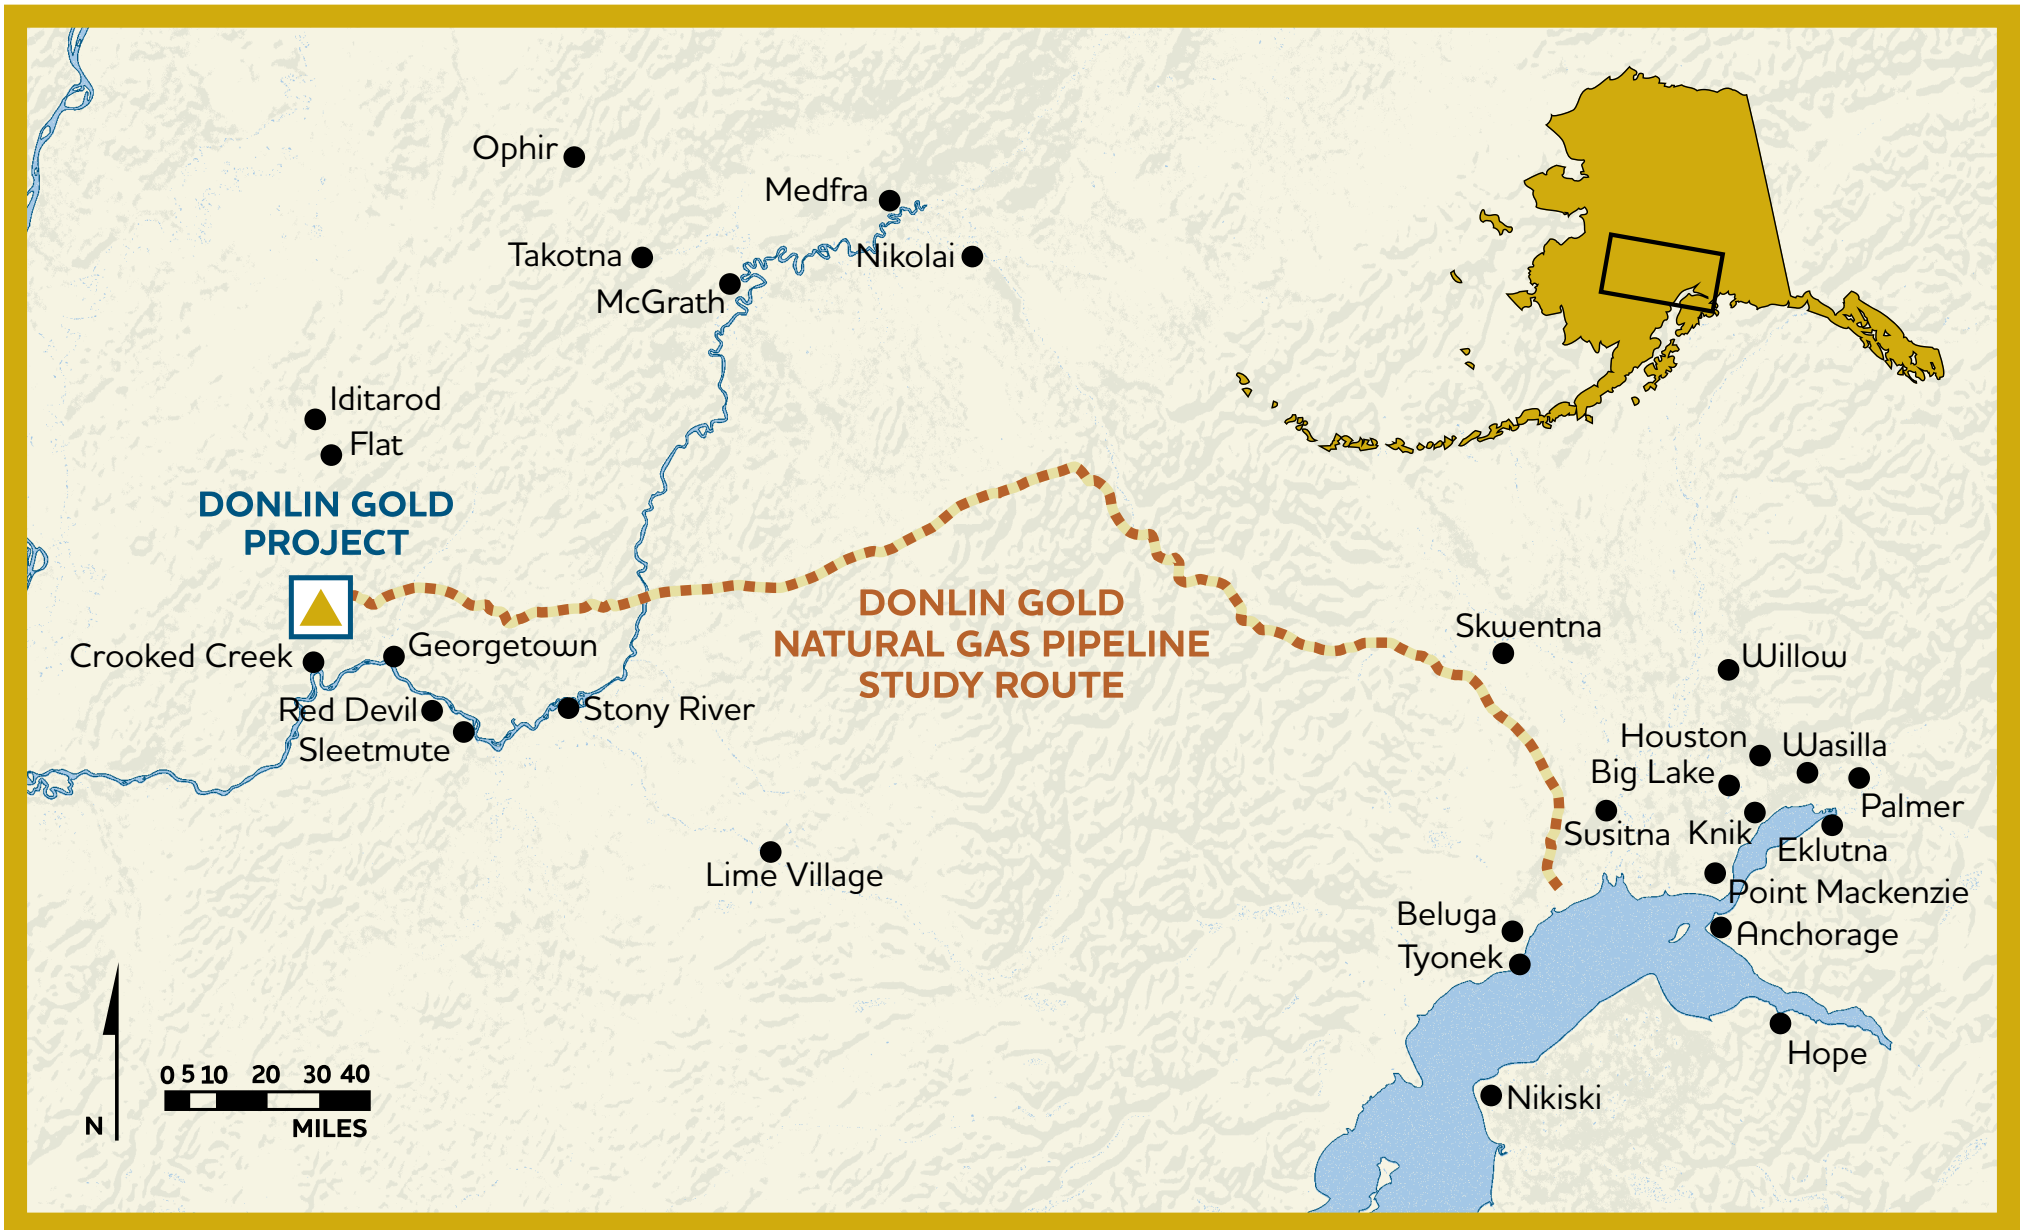 Ophir
Medfra
Takotna
Nikolai
McGrath
Iditarod
Flat
DONLIN GOLD
PROJECT
DONLIN GOLD
NATURAL GAS PIPELINE
STUDY ROUTE
Skwentna
Georgetown
Crooked Creek
Willow
Red Devil
Stony River
Sleetmute
Houston
Wasilla
Big Lake
Palmer
Susitna
Knik
Eklutna
Lime Village
Point Mackenzie
Beluga
Anchorage
Tyonek
Hope
Nikiski
0 5 10 20 30 40
MILES
N